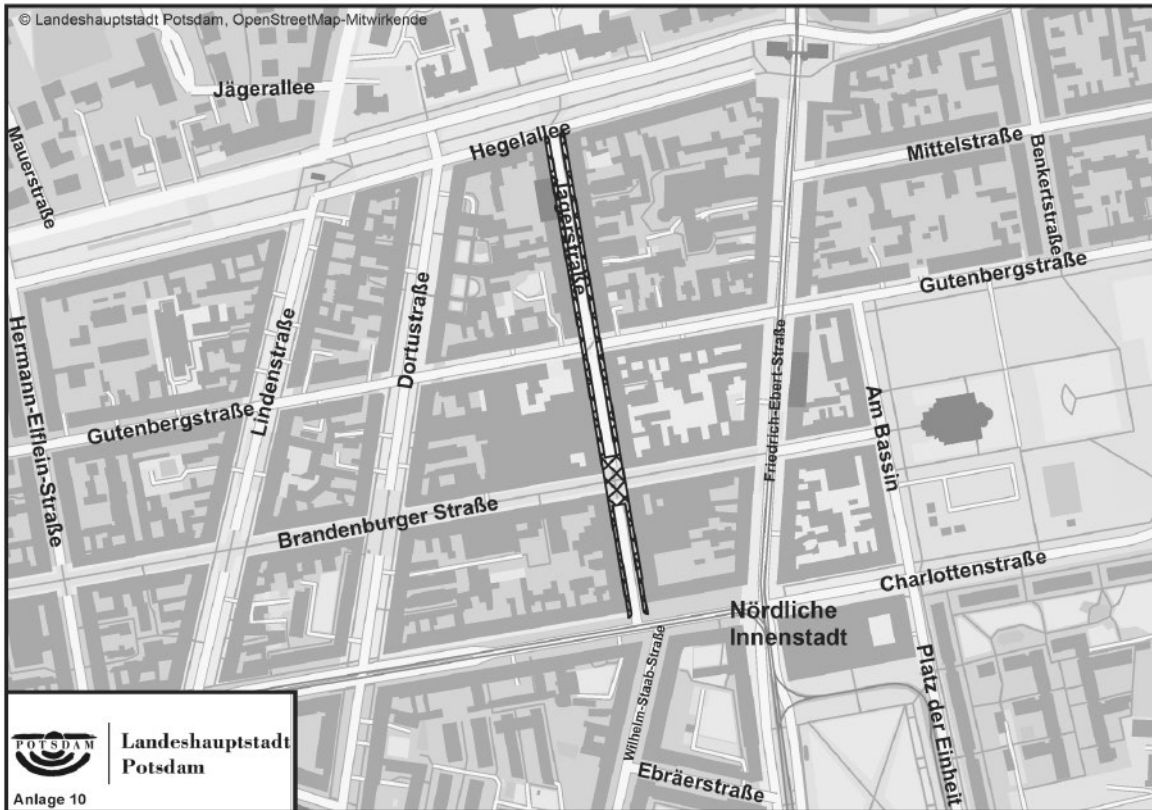 © Landeshauptstadt Potsdam, OpenStreetMap-Mitwirkende
Jägerallee
Mauerstraße
Hegelallee
Mittelstraße
Benkertstraße
Jägerstraße
Gutenbergstraße
Dortustraße
Lindenstraße
Hermann-Elflein-Straße
Friedrich-Ebert-Straße
Am Bassin
Gutenbergstraße
Brandenburger Straße
Charlottenstraße
Nördliche
Innenstadt
Wilhelm-Staab-Straße
Platz der Einheit
Ebräerstraße
POTSDAM
Landeshauptstadt
Potsdam
Anlage 10